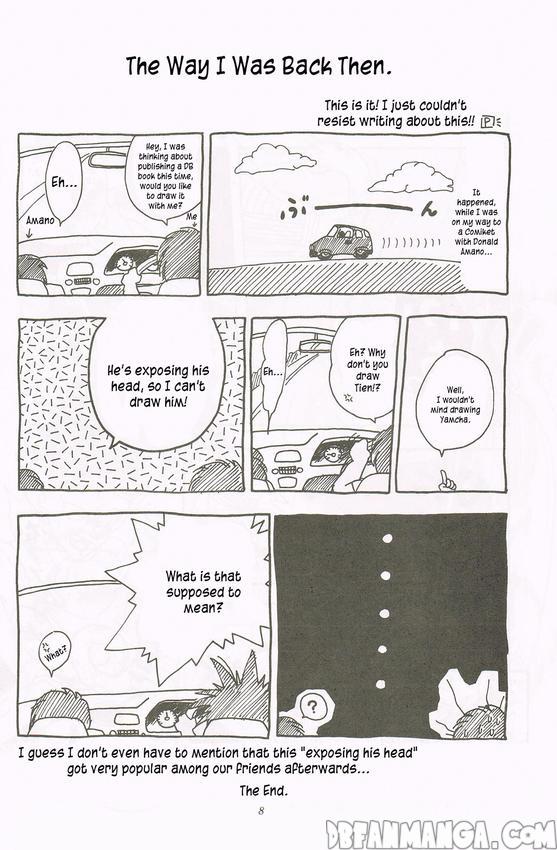 The Way I Was Back Then.
This is it! I just couldn't
resist writing about this!! P
It
happened,
while I was
on my way to
a Comiket
with Donald
Amano...
ぶーーん
Hey, I was
thinking about
publishing a DB
book this time,
would you like
to draw it
with me?
Me
Eh...
Amano
Well,
I wouldn't
mind drawing
Yamcha.
Eh? Why
don't you
draw
Tien!?
Eh...
He's exposing his
head, so I can't
draw him!
What is that
supposed to
mean?
What?
?
I guess I don't even have to mention that this "exposing his head"
got very popular among our friends afterwards...
The End.
8
DBFANMANGA.COM